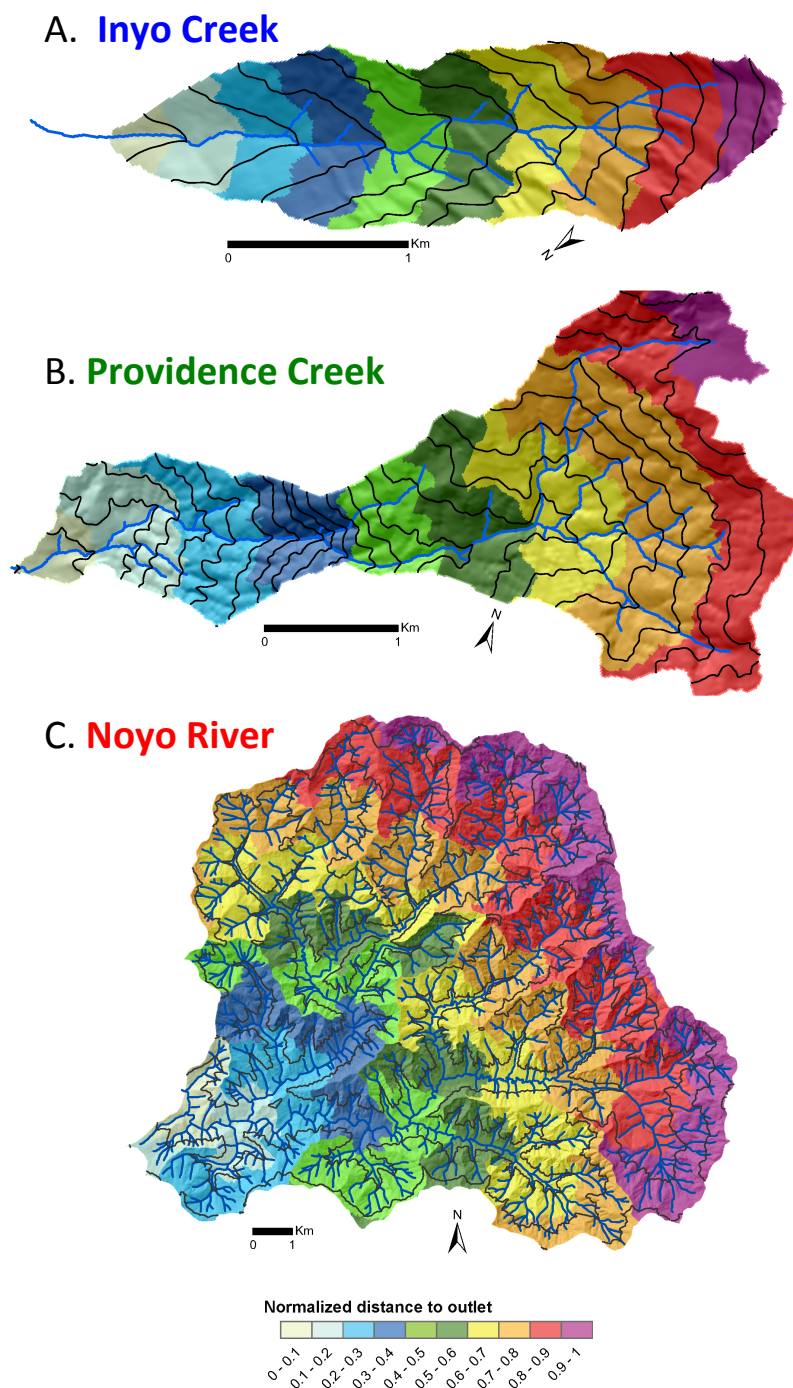 A. Inyo Creek
Km
0 1
N
B. Providence Creek
N
Km
0 1
C. Noyo River
N
Km
0 1
Normalized distance to outlet
0 - 0.1
0.1 - 0.2
0.2 - 0.3
0.3 - 0.4
0.4 - 0.5
0.5 - 0.6
0.6 - 0.7
0.7 - 0.8
0.8 - 0.9
0.9 - 1